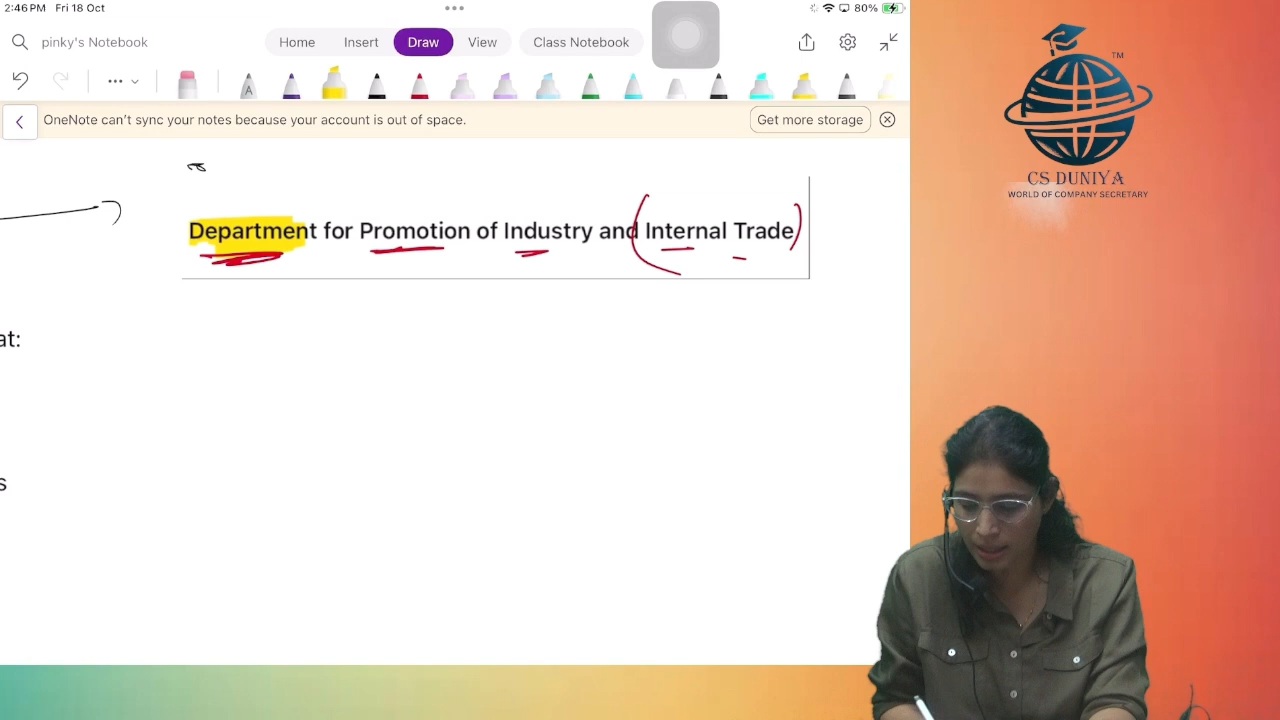 2:46 PM Fri 18 Oct
80%
pinky's Notebook
Home Insert Draw View Class Notebook
A
OneNote can't sync your notes because your account is out of space.
Get more storage
Department for Promotion of Industry and (Internal Trade)
at:
s
TM
CS DUNIYA
WORLD OF COMPANY SECRETARY